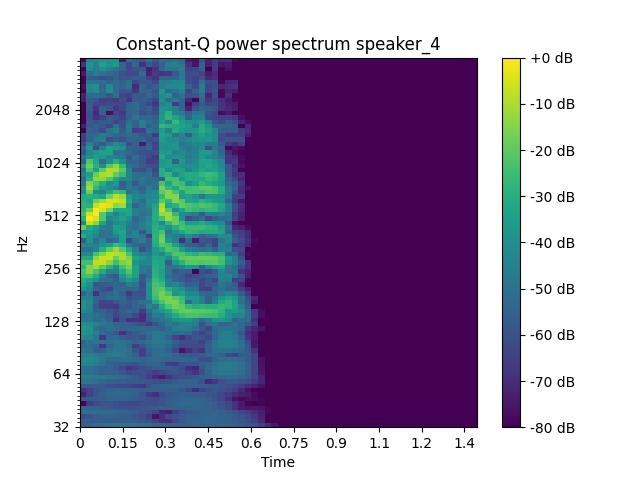 Constant-Q power spectrum speaker_4
+0 dB
-10 dB
-20 dB
-30 dB
-40 dB
-50 dB
-60 dB
-70 dB
-80 dB
2048
1024
512
256
128
64
32
Hz
0 0.15 0.3 0.45 0.6 0.75 0.9 1.1 1.2 1.4
Time